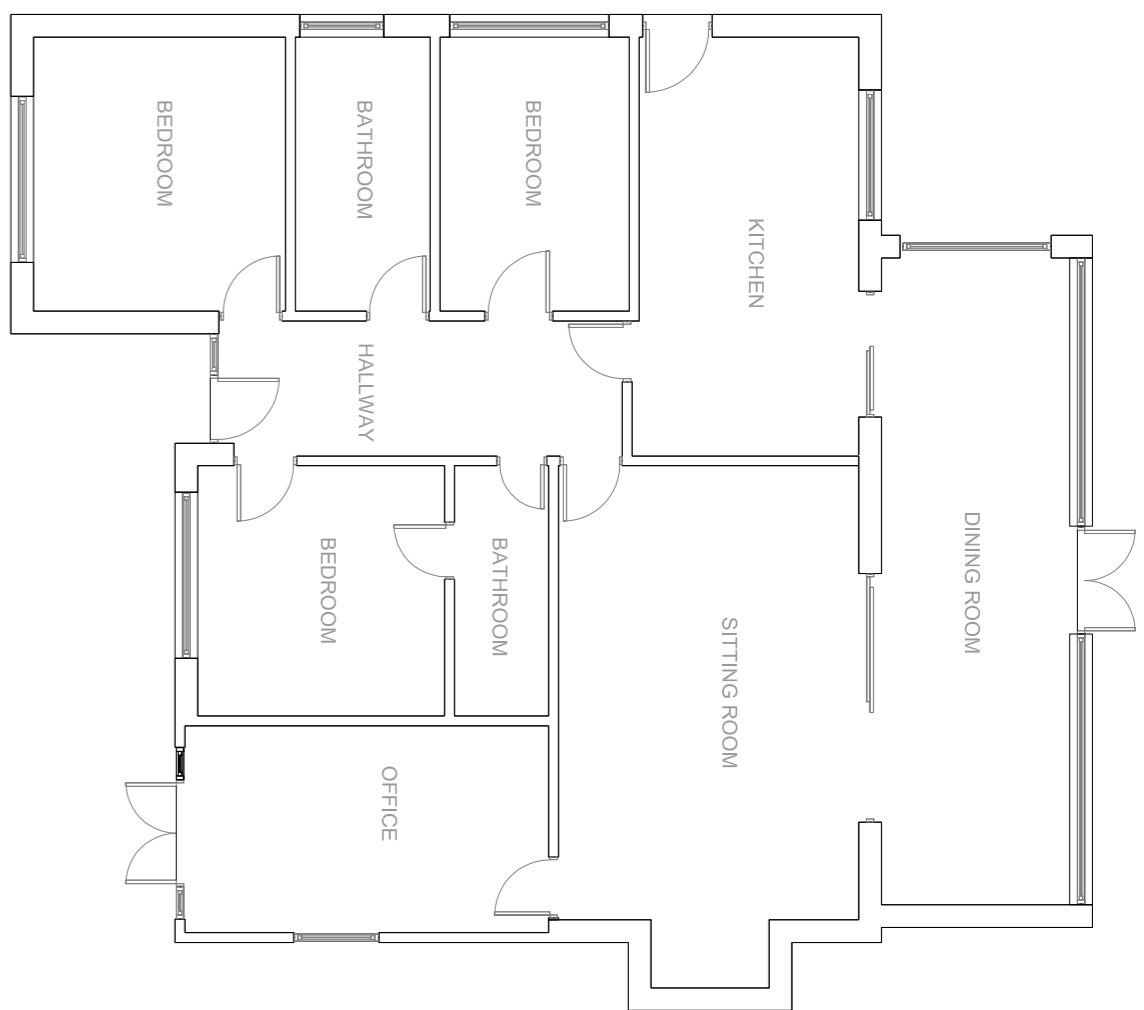 BEDROOM
BATHROOM
BEDROOM
KITCHEN
HALLWAY
BEDROOM
BATHROOM
SITTING ROOM
DINING ROOM
OFFICE